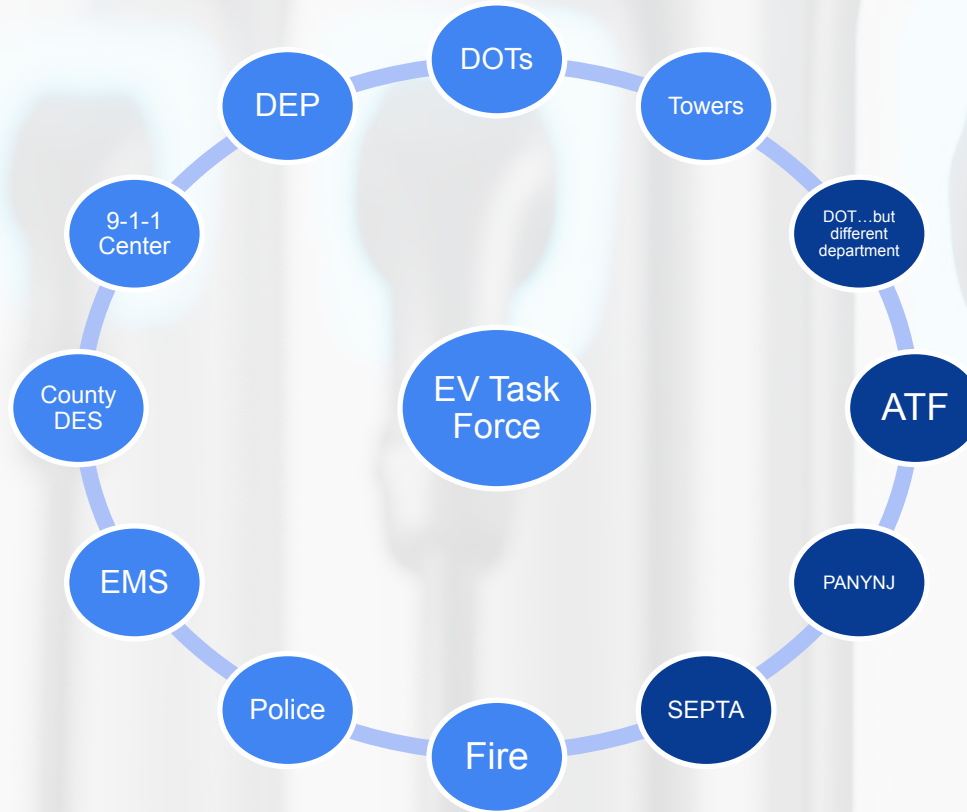 DOTs
Towers
DOT…but
different
department
ATF
PANYNJ
SEPTA
Fire
Police
EMS
County
DES
9-1-1
Center
DEP
EV Task
Force